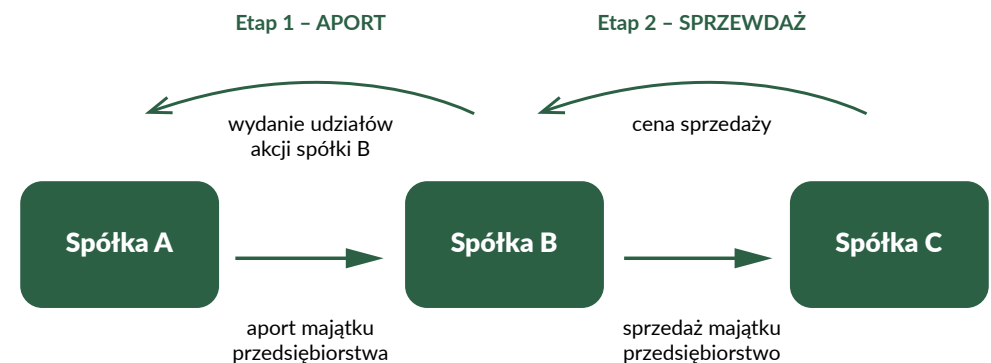 Etap 1 – APORT
Etap 2 – SPRZEWDAŻ
wydanie udziałów
akcji spółki B
cena sprzedaży
Spółka A
Spółka B
Spółka C
aport majątku
przedsiębiorstwa
sprzedaż majątku
przedsiębiorstwo